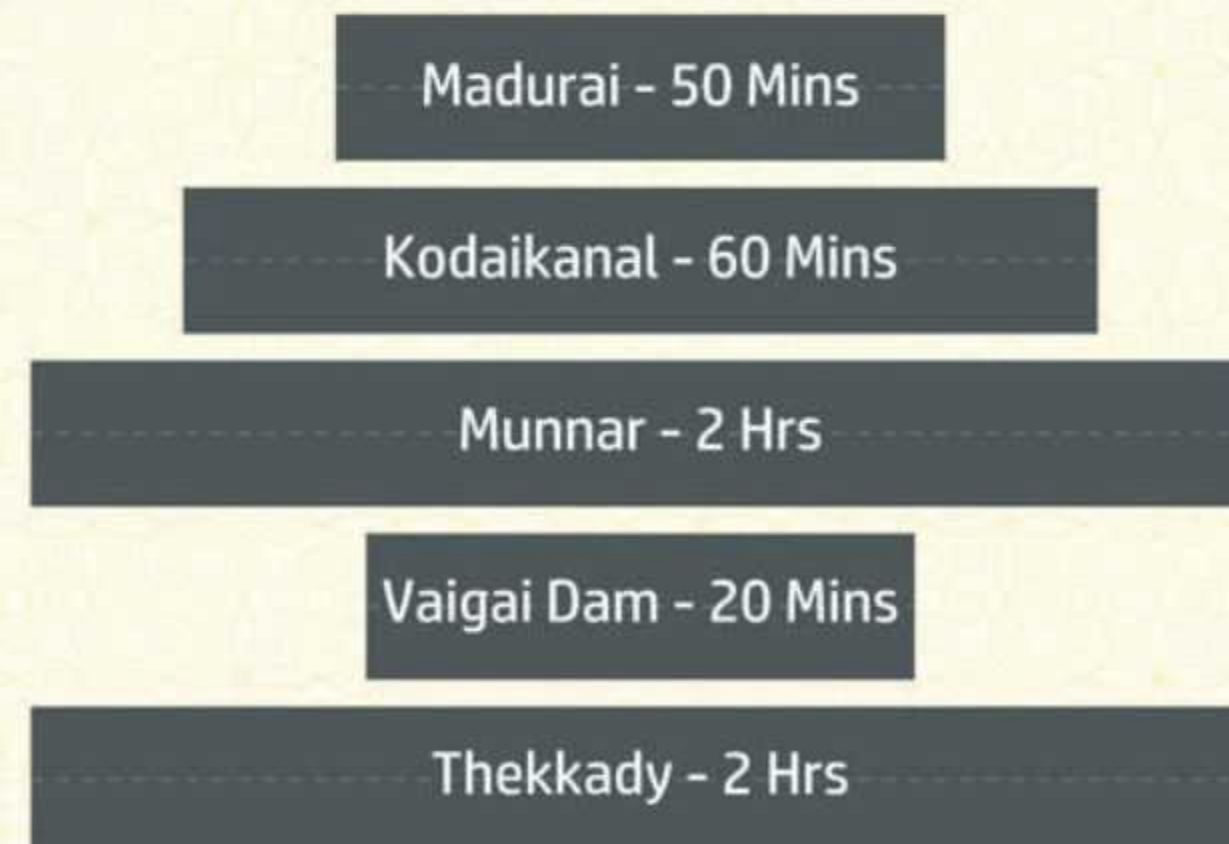 Madurai - 50 Mins
Kodaikanal - 60 Mins
Munnar - 2 Hrs
Vaigai Dam - 20 Mins
Thekkady - 2 Hrs